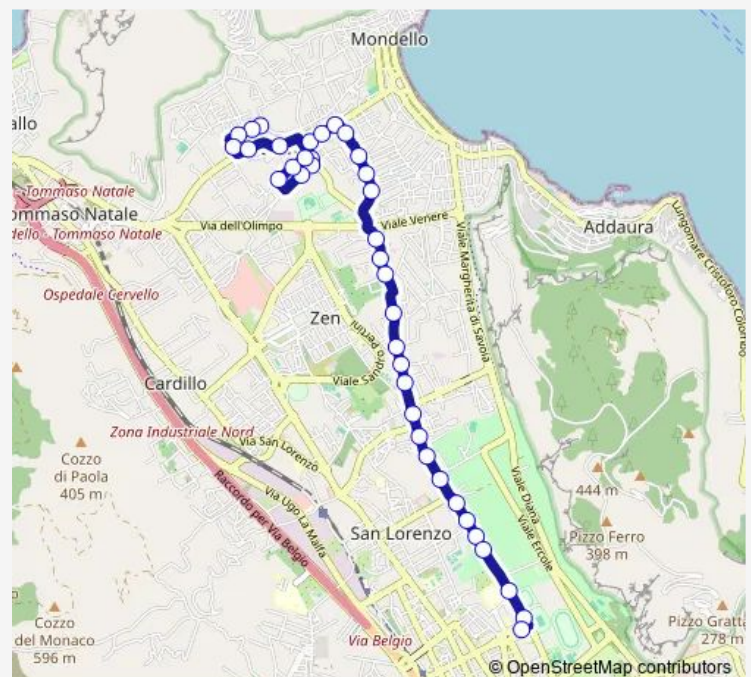 Mondello
allo
Tommaso Natale
ommaso Natale
dello - Tommaso Natale
Via dell'Olimpo
Viale Venere
Addaura
Lungomare Cristoforo Colombo
Viale Margherita di Savoia
Ospedale Cervello
Zen
Viale Sandro Pertini
Cardillo
Zona Industriale Nord
Via San Lorenzo
Cozzo
di Paola
405 m
Raccordo per Via Belgio
Via Ugo La Malfa
Viale Diana
Viale Ercole
444 m
San Lorenzo
Pizzo Ferro
398 m
Cozzo
del Monaco
596 m
Via Belgio
Pizzo Gratta
278 m
© OpenStreetMap contributors